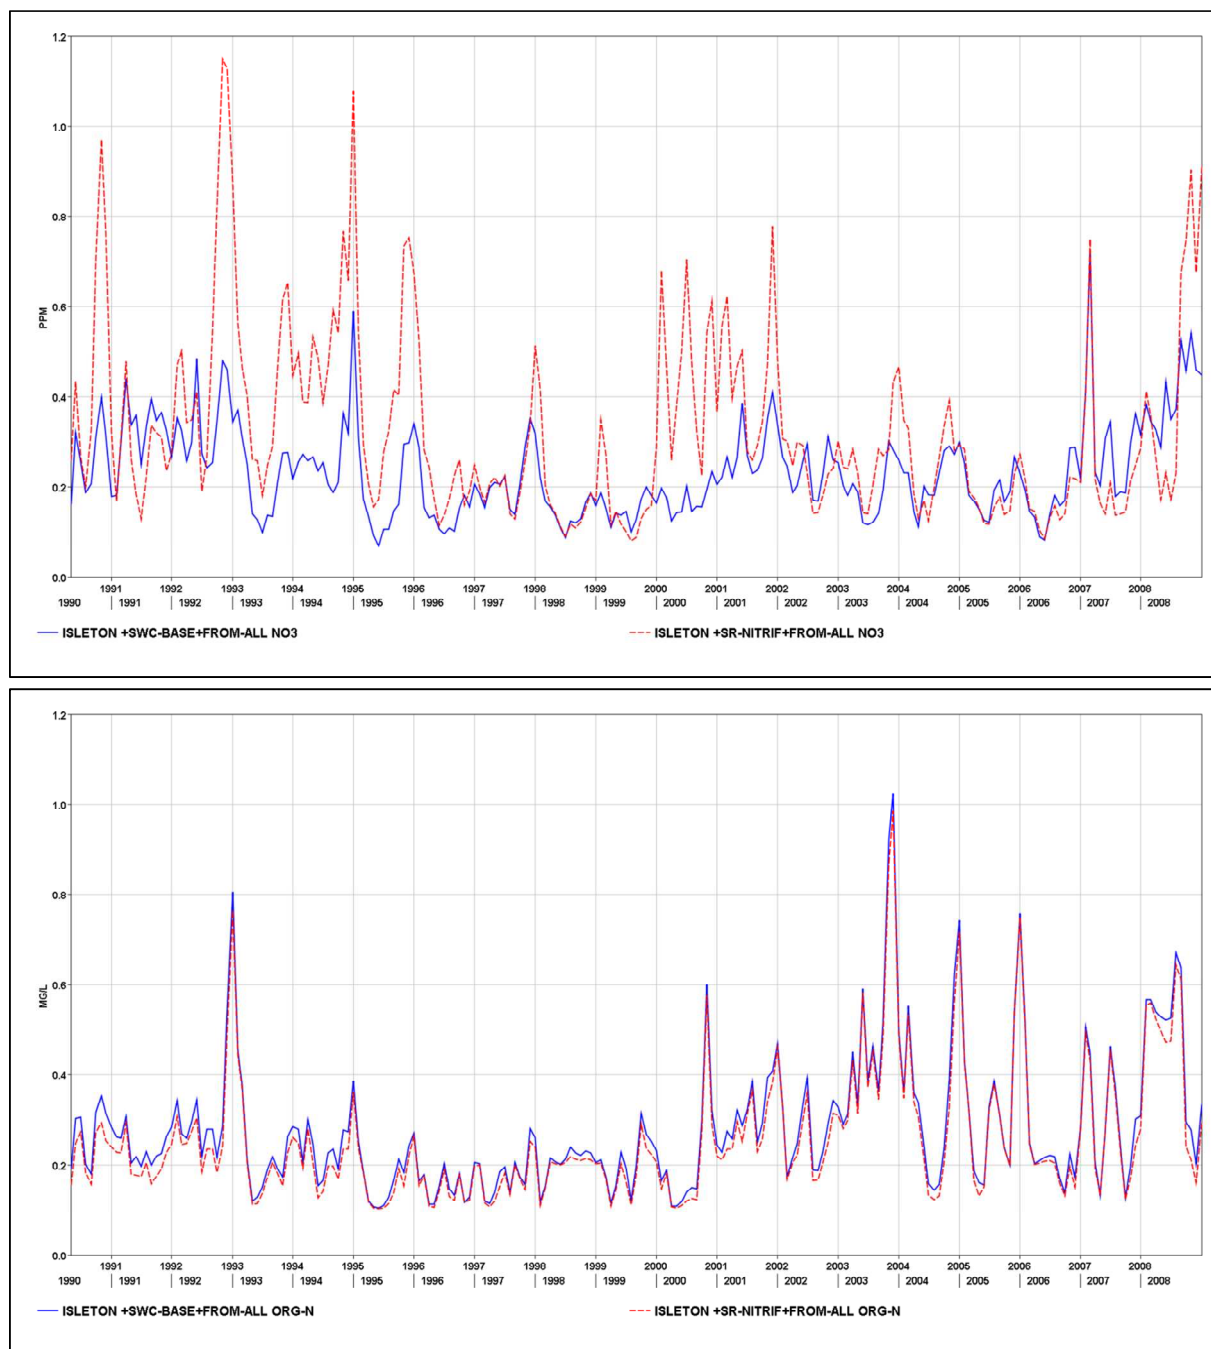 1.2
1.0
0.8
PPM
0.6
0.4
0.2
0.0
1991 1992 1993 1994 1995 1996 1997 1998 1999 2000 2001 2002 2003 2004 2005 2006 2007 2008
1990 | 1991 | 1992 | 1993 | 1994 | 1995 | 1996 | 1997 | 1998 | 1999 | 2000 | 2001 | 2002 | 2003 | 2004 | 2005 | 2006 | 2007 | 2008
ISLETON +SWC-BASE+FROM-ALL NO3 ISLETON +SR-NITRIF+FROM-ALL NO3
1.2
1.0
0.8
MG/L
0.6
0.4
0.2
0.0
1991 1992 1993 1994 1995 1996 1997 1998 1999 2000 2001 2002 2003 2004 2005 2006 2007 2008
1990 | 1991 | 1992 | 1993 | 1994 | 1995 | 1996 | 1997 | 1998 | 1999 | 2000 | 2001 | 2002 | 2003 | 2004 | 2005 | 2006 | 2007 | 2008
ISLETON +SWC-BASE+FROM-ALL ORG-N ISLETON +SR-NITRIF+FROM-ALL ORG-N